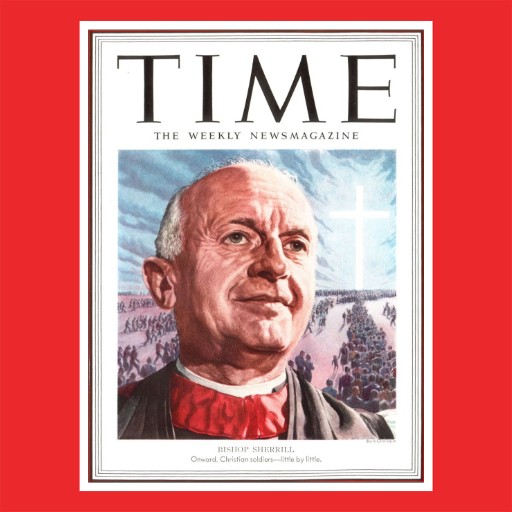 TIME
THE WEEKLY NEWSMAGAZINE
BISHOP SHERRILL
Onward, Christian soldiers—little by little.